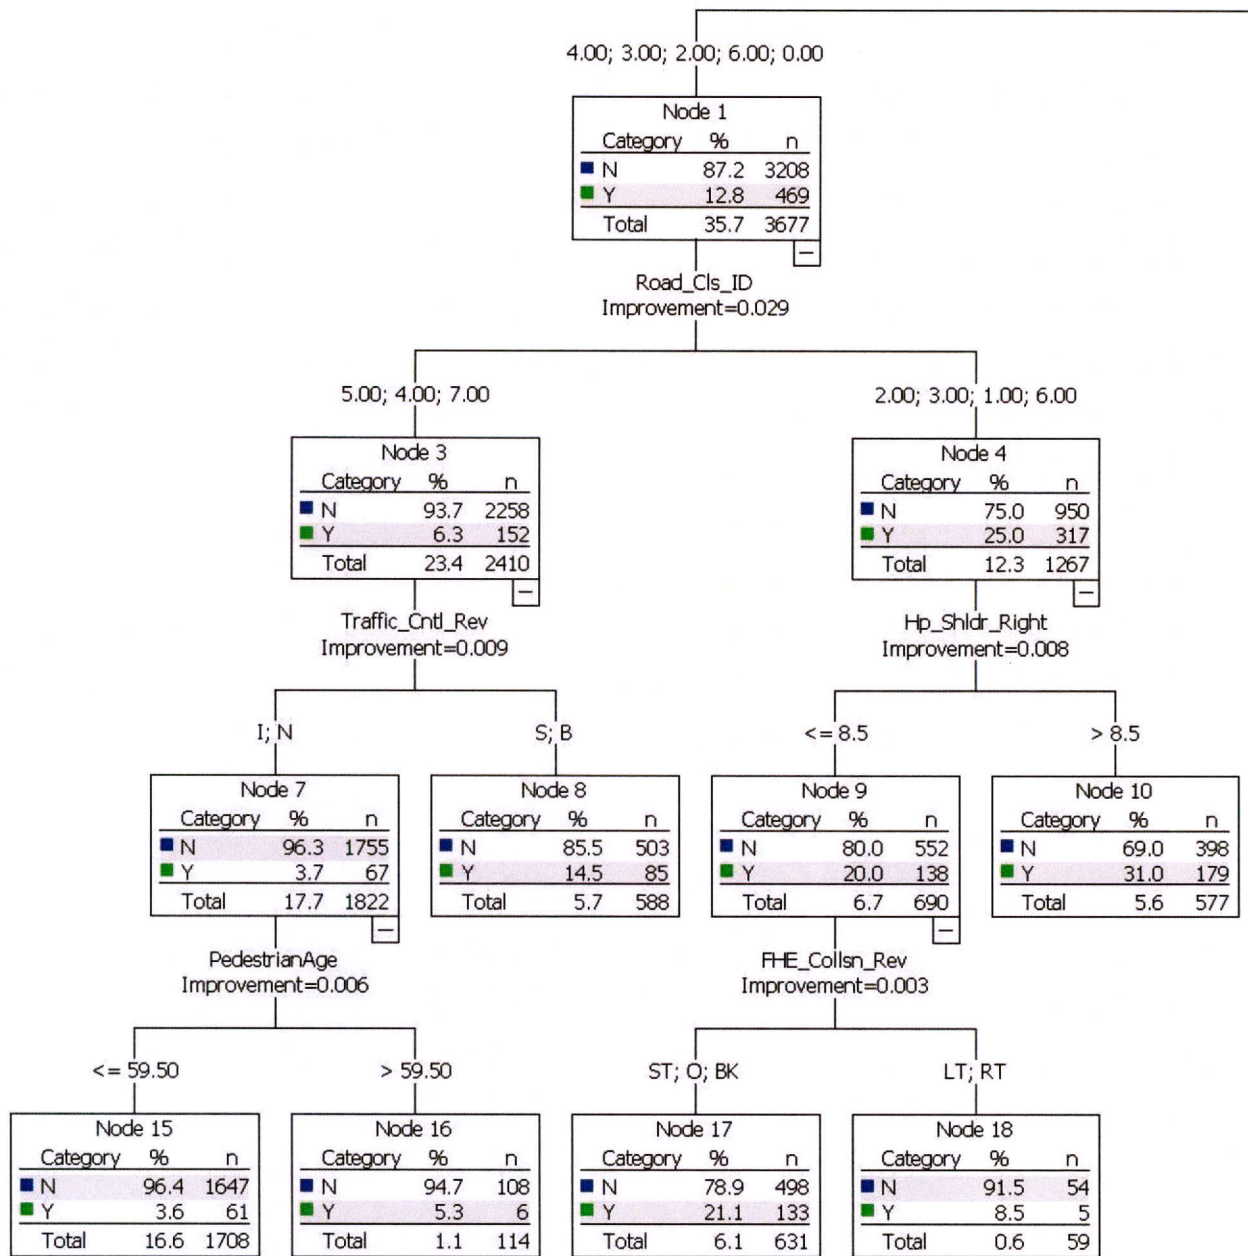 4.00; 3.00; 2.00; 6.00; 0.00
Node 1
Category % n
N 87.2 3208
Y 12.8 469
Total 35.7 3677
Road_Cls_ID
Improvement=0.029
5.00; 4.00; 7.00
2.00; 3.00; 1.00; 6.00
Node 3
Category % n
N 93.7 2258
Y 6.3 152
Total 23.4 2410
Node 4
Category % n
N 75.0 950
Y 25.0 317
Total 12.3 1267
Traffic_Cntl_Rev
Improvement=0.009
Hp_Shldr_Right
Improvement=0.008
I; N
S; B
<= 8.5
> 8.5
Node 7
Category % n
N 96.3 1755
Y 3.7 67
Total 17.7 1822
Node 8
Category % n
N 85.5 503
Y 14.5 85
Total 5.7 588
Node 9
Category % n
N 80.0 552
Y 20.0 138
Total 6.7 690
Node 10
Category % n
N 69.0 398
Y 31.0 179
Total 5.6 577
PedestrianAge
Improvement=0.006
FHE_Collsn_Rev
Improvement=0.003
<= 59.50
> 59.50
ST; O; BK
LT; RT
Node 15
Category % n
N 96.4 1647
Y 3.6 61
Total 16.6 1708
Node 16
Category % n
N 94.7 108
Y 5.3 6
Total 1.1 114
Node 17
Category % n
N 78.9 498
Y 21.1 133
Total 6.1 631
Node 18
Category % n
N 91.5 54
Y 8.5 5
Total 0.6 59